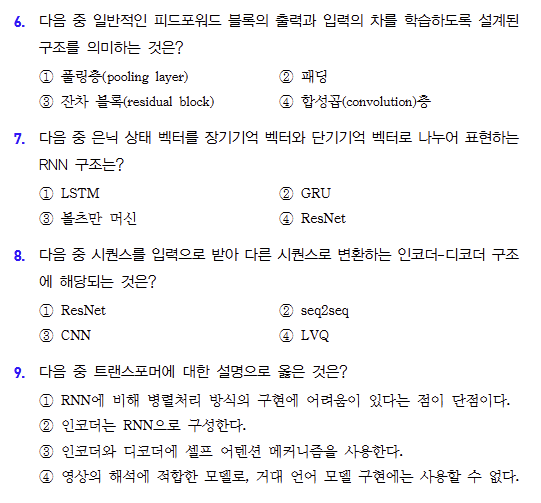 6. 다음 중 일반적인 피드포워드 블록의 출력과 입력의 차를 학습하도록 설계된
구조를 의미하는 것은?
① 풀링층(pooling layer) ② 패딩
③ 잔차 블록(residual block) ④ 합성곱(convolution)층
7. 다음 중 은닉 상태 벡터를 장기기억 벡터와 단기기억 벡터로 나누어 표현하는
RNN 구조는?
① LSTM ② GRU
③ 볼츠만 머신 ④ ResNet
8. 다음 중 시퀀스를 입력으로 받아 다른 시퀀스로 변환하는 인코더-디코더 구조
에 해당되는 것은?
① ResNet ② seq2seq
③ CNN ④ LVQ
9. 다음 중 트랜스포머에 대한 설명으로 옳은 것은?
① RNN에 비해 병렬처리 방식의 구현에 어려움이 있다는 점이 단점이다.
② 인코더는 RNN으로 구성한다.
③ 인코더와 디코더에 셀프 어텐션 메커니즘을 사용한다.
④ 영상의 해석에 적합한 모델로, 거대 언어 모델 구현에는 사용할 수 없다.